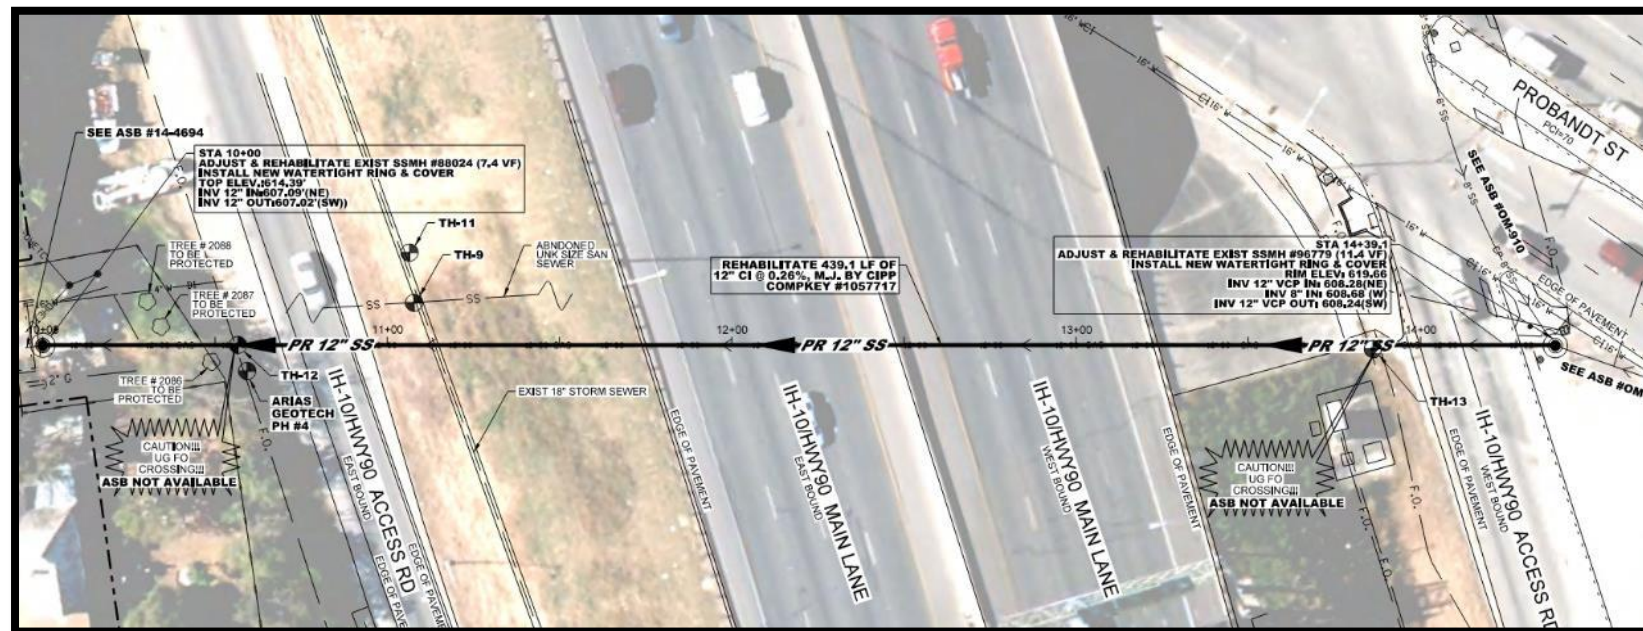 SEE ASB #14-4694
STA 10+00
ADJUST & REHABILITATE EXIST SSMH #88024 (7.4 VF)
INSTALL NEW WATERTIGHT RING & COVER
TOP ELEV.:614.39'
INV 12" IN:607.09'(NE)
INV 12" OUT:607.02'(SW))
TREE # 2088
TO BE
PROTECTED
TREE # 2087
TO BE
PROTECTED
TH-11
TH-9
ABNDONED
UNK SIZE SAN
SEWER
SS
SS
SS
REHABILITATE 439.1 LF OF
12" CI @ 0.26%, M.J. BY CIPP
COMPKEY #1057717
STA 14+39.1
ADJUST & REHABILITATE EXIST SSMH #96779 (11.4 VF)
INSTALL NEW WATERTIGHT RING & COVER
RIM ELEV: 619.66
INV 12" VCP IN: 608.28(NE)
INV 8" IN: 608.68 (W)
INV 12" VCP OUT: 608.24(SW)
PROBANDT ST
PCI=70
SEE ASB #OM-910
EDGE OF PAVEMENT
11+00
12+00
13+00
14+00
PR 12" SS
PR 12" SS
PR 12" SS
TREE # 2086
TO BE
PROTECTED
TH-12
ARIAS
GEOTECH
PH #4
CAUTION!!!
UG FO
CROSSING!!!
ASB NOT AVAILABLE
F.O.
IH-10/HWY90 ACCESS RD
EAST BOUND
EDGE OF PAVEMENT
EXIST 18" STORM SEWER
EDGE OF PAVEMENT
IH-10/HWY90 MAIN LANE
EAST BOUND
IH-10/HWY90 MAIN LANE
WEST BOUND
EDGE OF PAVEMENT
CAUTION!!!
UG FO
CROSSING!!!
ASB NOT AVAILABLE
TH-13
F.O.
F.O.
F.O.
EDGE OF PAVEMENT
IH-10/HWY90 ACCESS RD
WEST BOUND
SEE ASB #OM